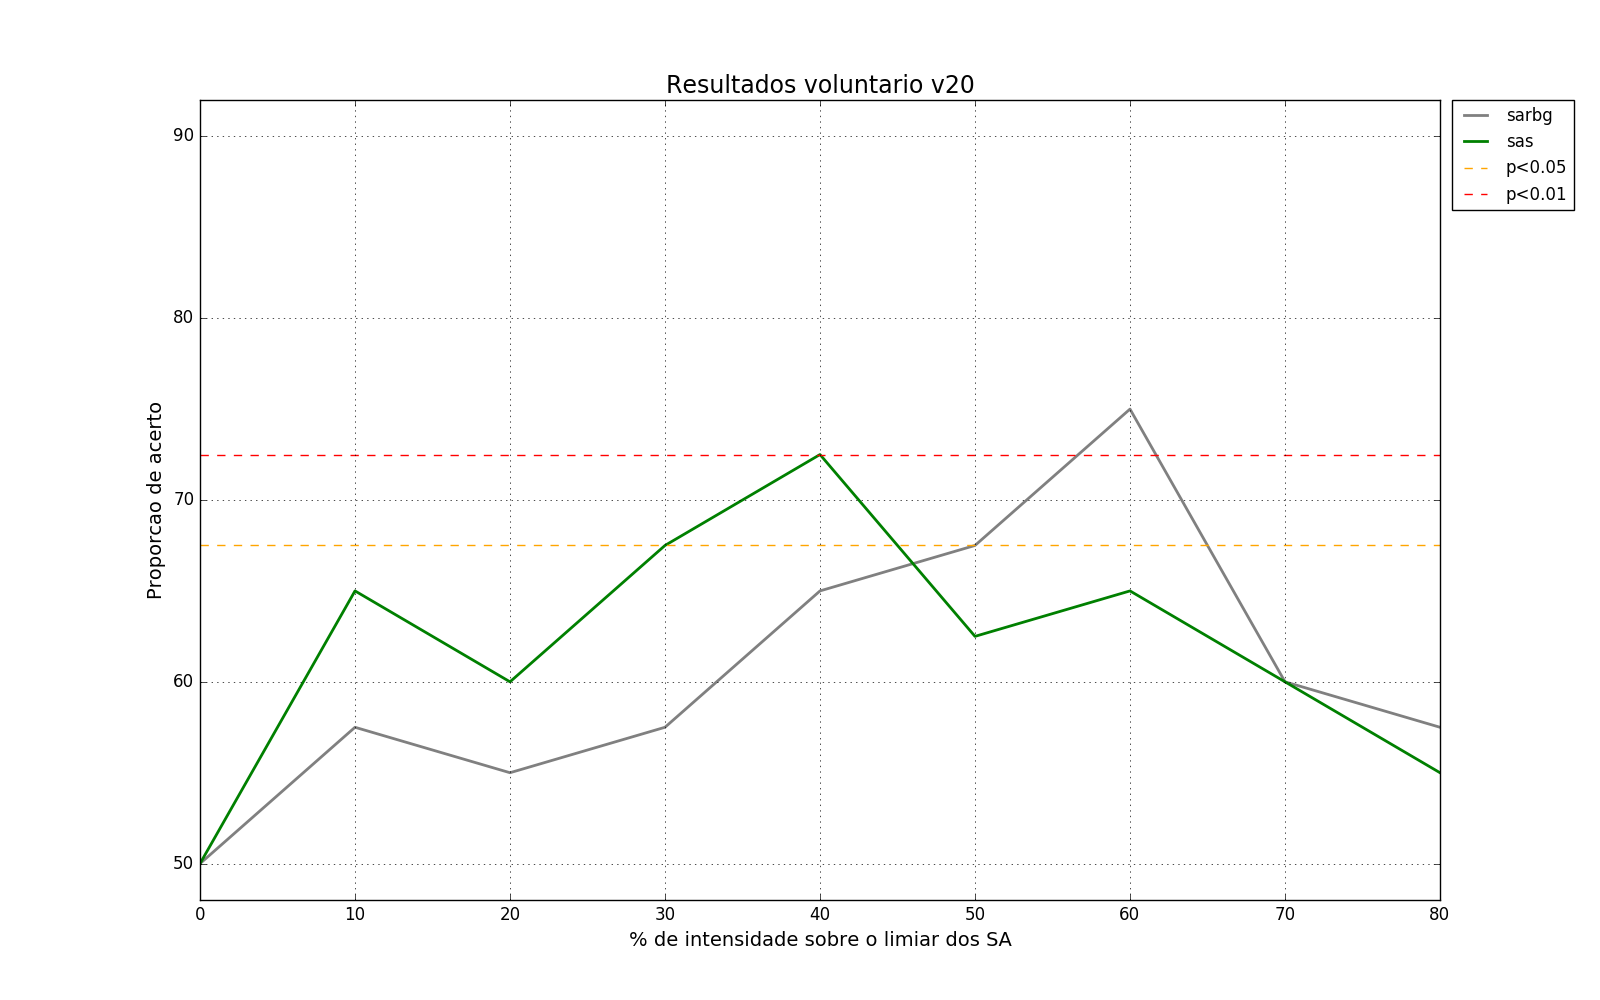 Resultados voluntario v20
sarbg
sas
p<0.05
p<0.01
90
80
70
60
50
Proporcao de acerto
0 10 20 30 40 50 60 70 80
% de intensidade sobre o limiar dos SA